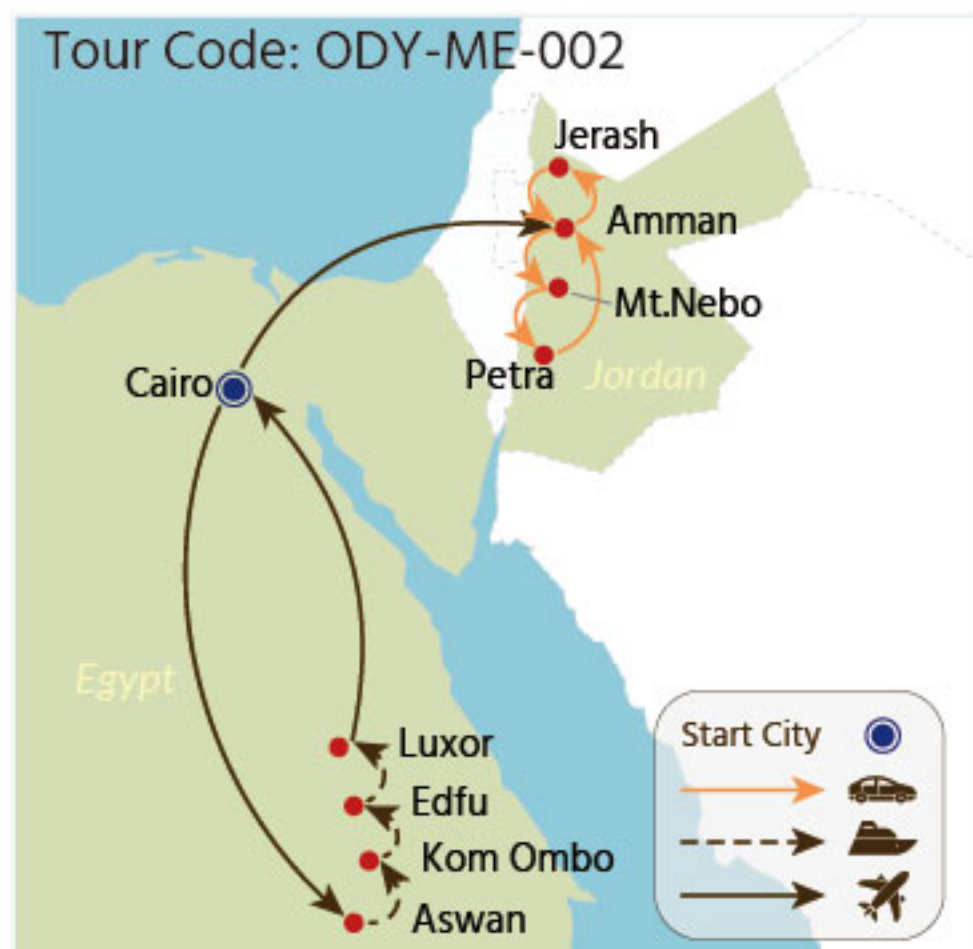 Tour Code: ODY-ME-002
Jerash
Amman
Mt.Nebo
Petra
Jordan
Cairo
Egypt
Luxor
Edfu
Kom Ombo
Aswan
Start City